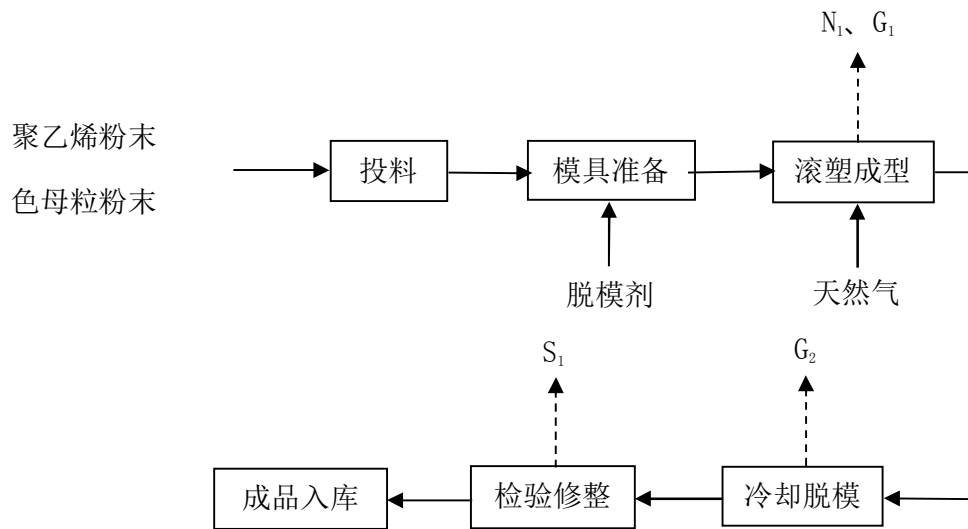 N₁、G₁
聚乙烯粉末
色母粒粉末
投料
模具准备
滚塑成型
脱模剂
天然气
S₁
G₂
成品入库
检验修整
冷却脱模